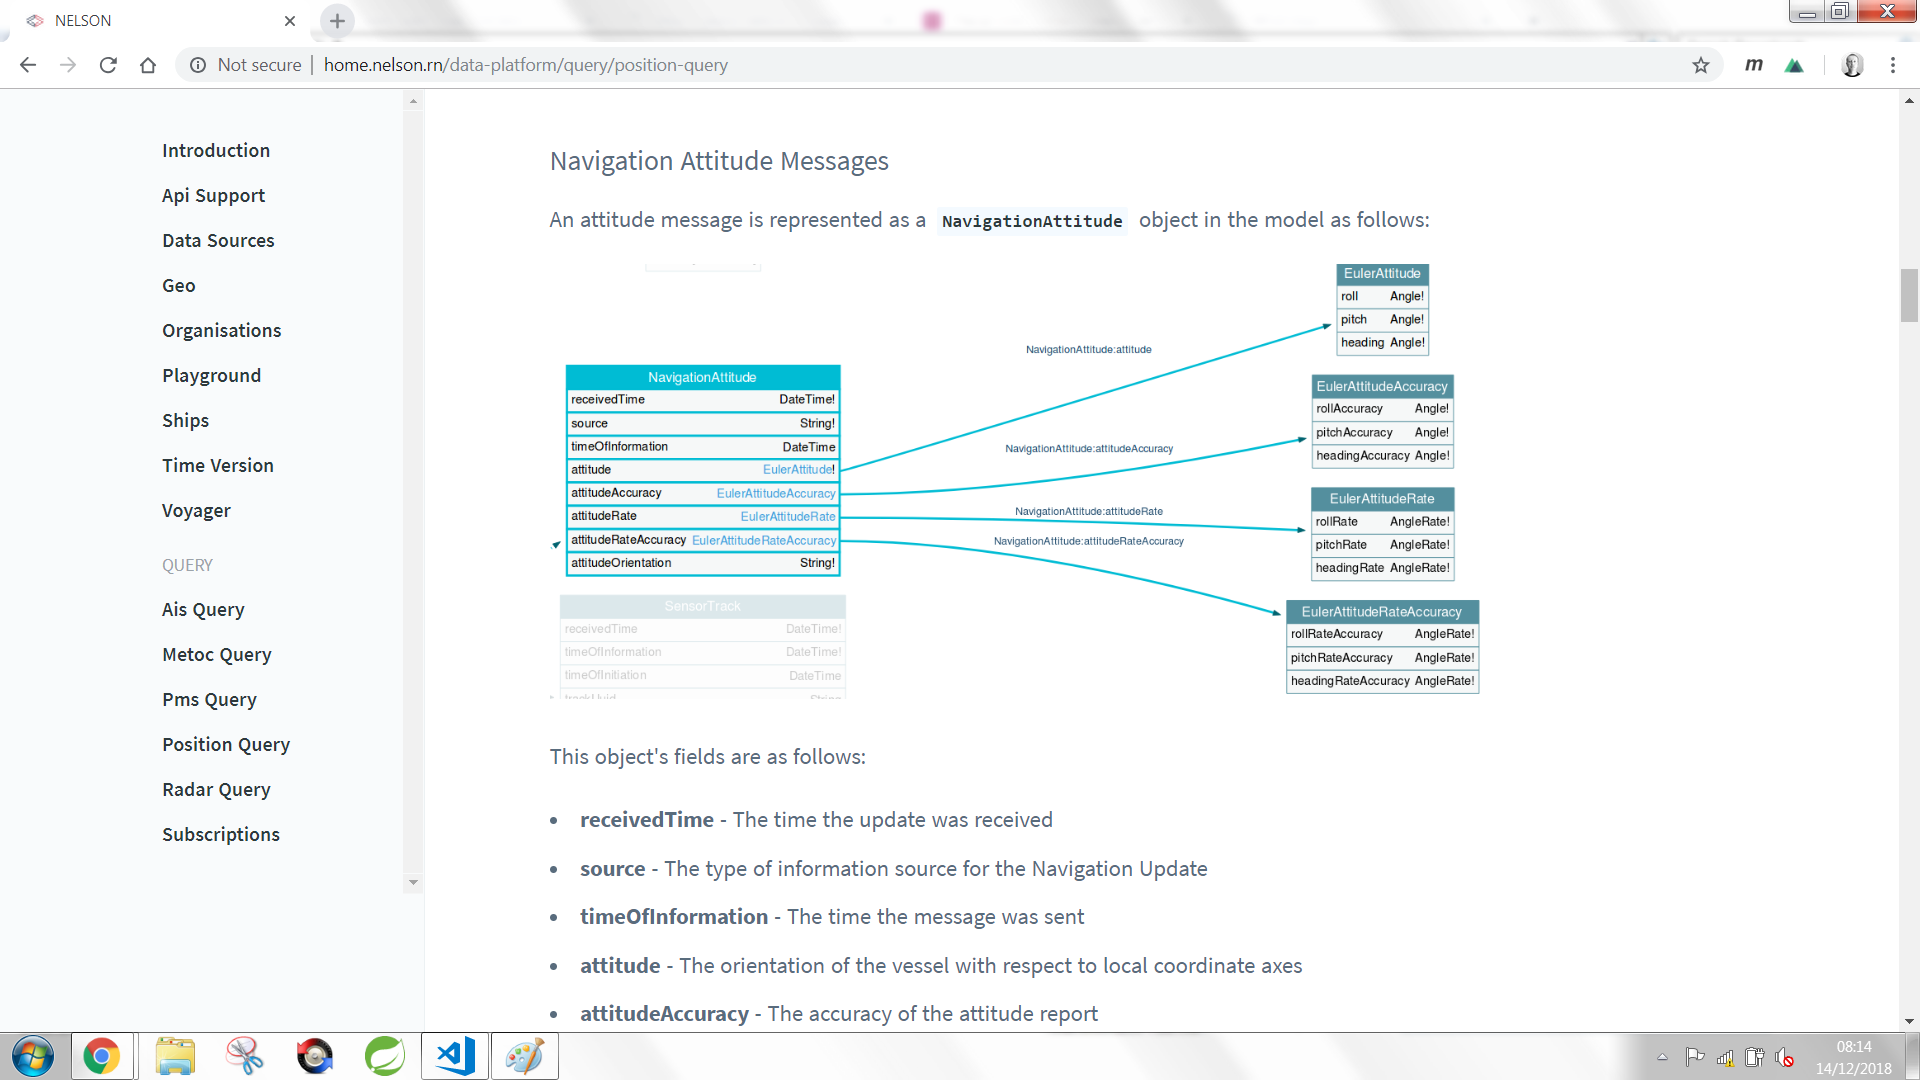 NELSON
Not secure | home.nelson.rn/data-platform/query/position-query
m
Introduction
Api Support
Data Sources
Geo
Organisations
Playground
Ships
Time Version
Voyager
QUERY
Ais Query
Metoc Query
Pms Query
Position Query
Radar Query
Subscriptions
Navigation Attitude Messages
An attitude message is represented as a NavigationAttitude object in the model as follows:
NavigationAttitude
receivedTime DateTime!
source String!
timeOfInformation DateTime
attitude EulerAttitude!
attitudeAccuracy EulerAttitudeAccuracy
attitudeRate EulerAttitudeRate
attitudeRateAccuracy EulerAttitudeRateAccuracy
attitudeOrientation String!
SensorTrack
receivedTime DateTime!
timeOfInformation DateTime!
timeOfInitiation DateTime
trackUuid String
NavigationAttitude:attitude
NavigationAttitude:attitudeAccuracy
NavigationAttitude:attitudeRate
NavigationAttitude:attitudeRateAccuracy
EulerAttitude
roll Angle!
pitch Angle!
heading Angle!
EulerAttitudeAccuracy
rollAccuracy Angle!
pitchAccuracy Angle!
headingAccuracy Angle!
EulerAttitudeRate
rollRate AngleRate!
pitchRate AngleRate!
headingRate AngleRate!
EulerAttitudeRateAccuracy
rollRateAccuracy AngleRate!
pitchRateAccuracy AngleRate!
headingRateAccuracy AngleRate!
This object's fields are as follows:
• receivedTime - The time the update was received
• source - The type of information source for the Navigation Update
• timeOfInformation - The time the message was sent
• attitude - The orientation of the vessel with respect to local coordinate axes
• attitudeAccuracy - The accuracy of the attitude report
08:14
14/12/2018